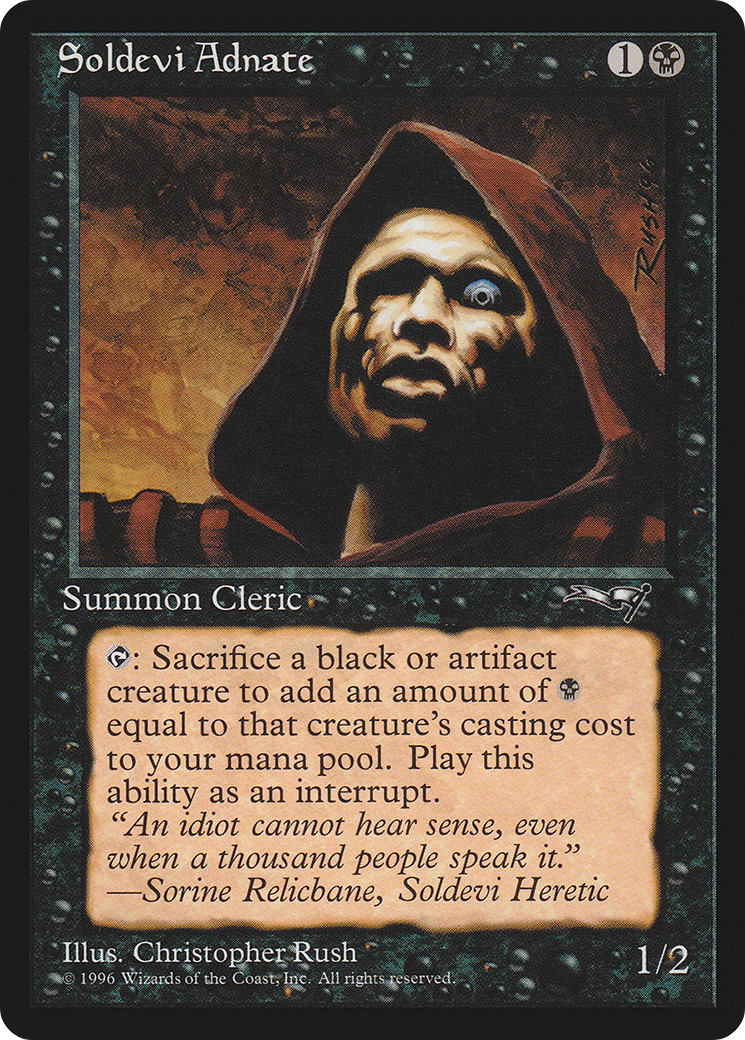 Soldevi Adnate
1
RUSH 96
Summon Cleric
: Sacrifice a black or artifact
creature to add an amount of
equal to that creature's casting cost
to your mana pool. Play this
ability as an interrupt.
“An idiot cannot hear sense, even
when a thousand people speak it.”
—Sorine Relicbane, Soldevi Heretic
Illus. Christopher Rush
1/2
© 1996 Wizards of the Coast, Inc. All rights reserved.